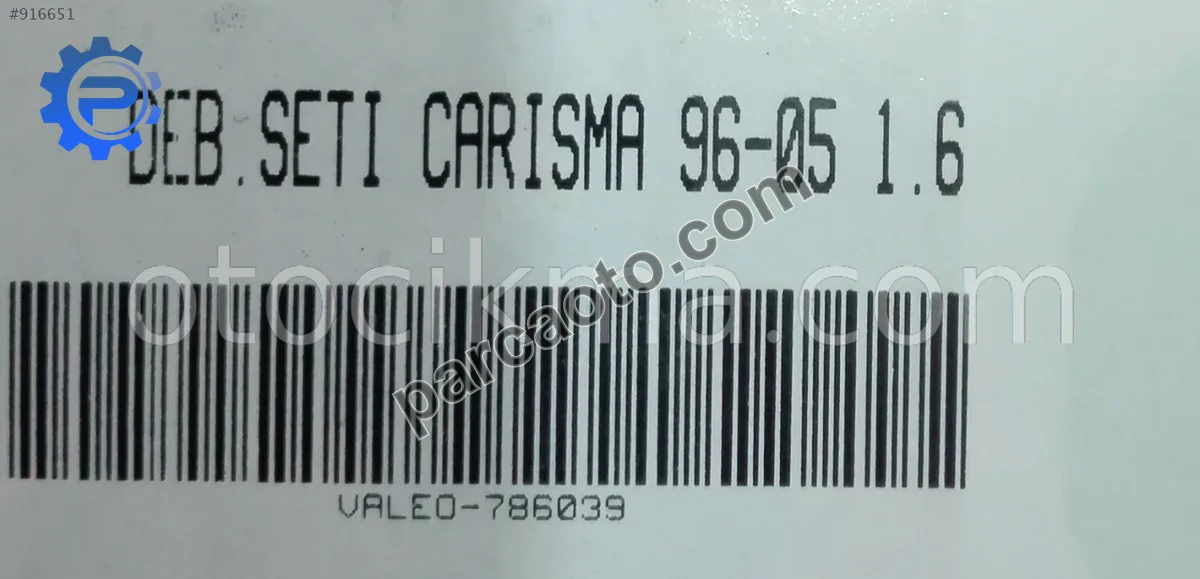 #916651
DEB.SETI CARISMA 96-05 1.6
otocikma.com
parcaoto.com
VALEO-786039